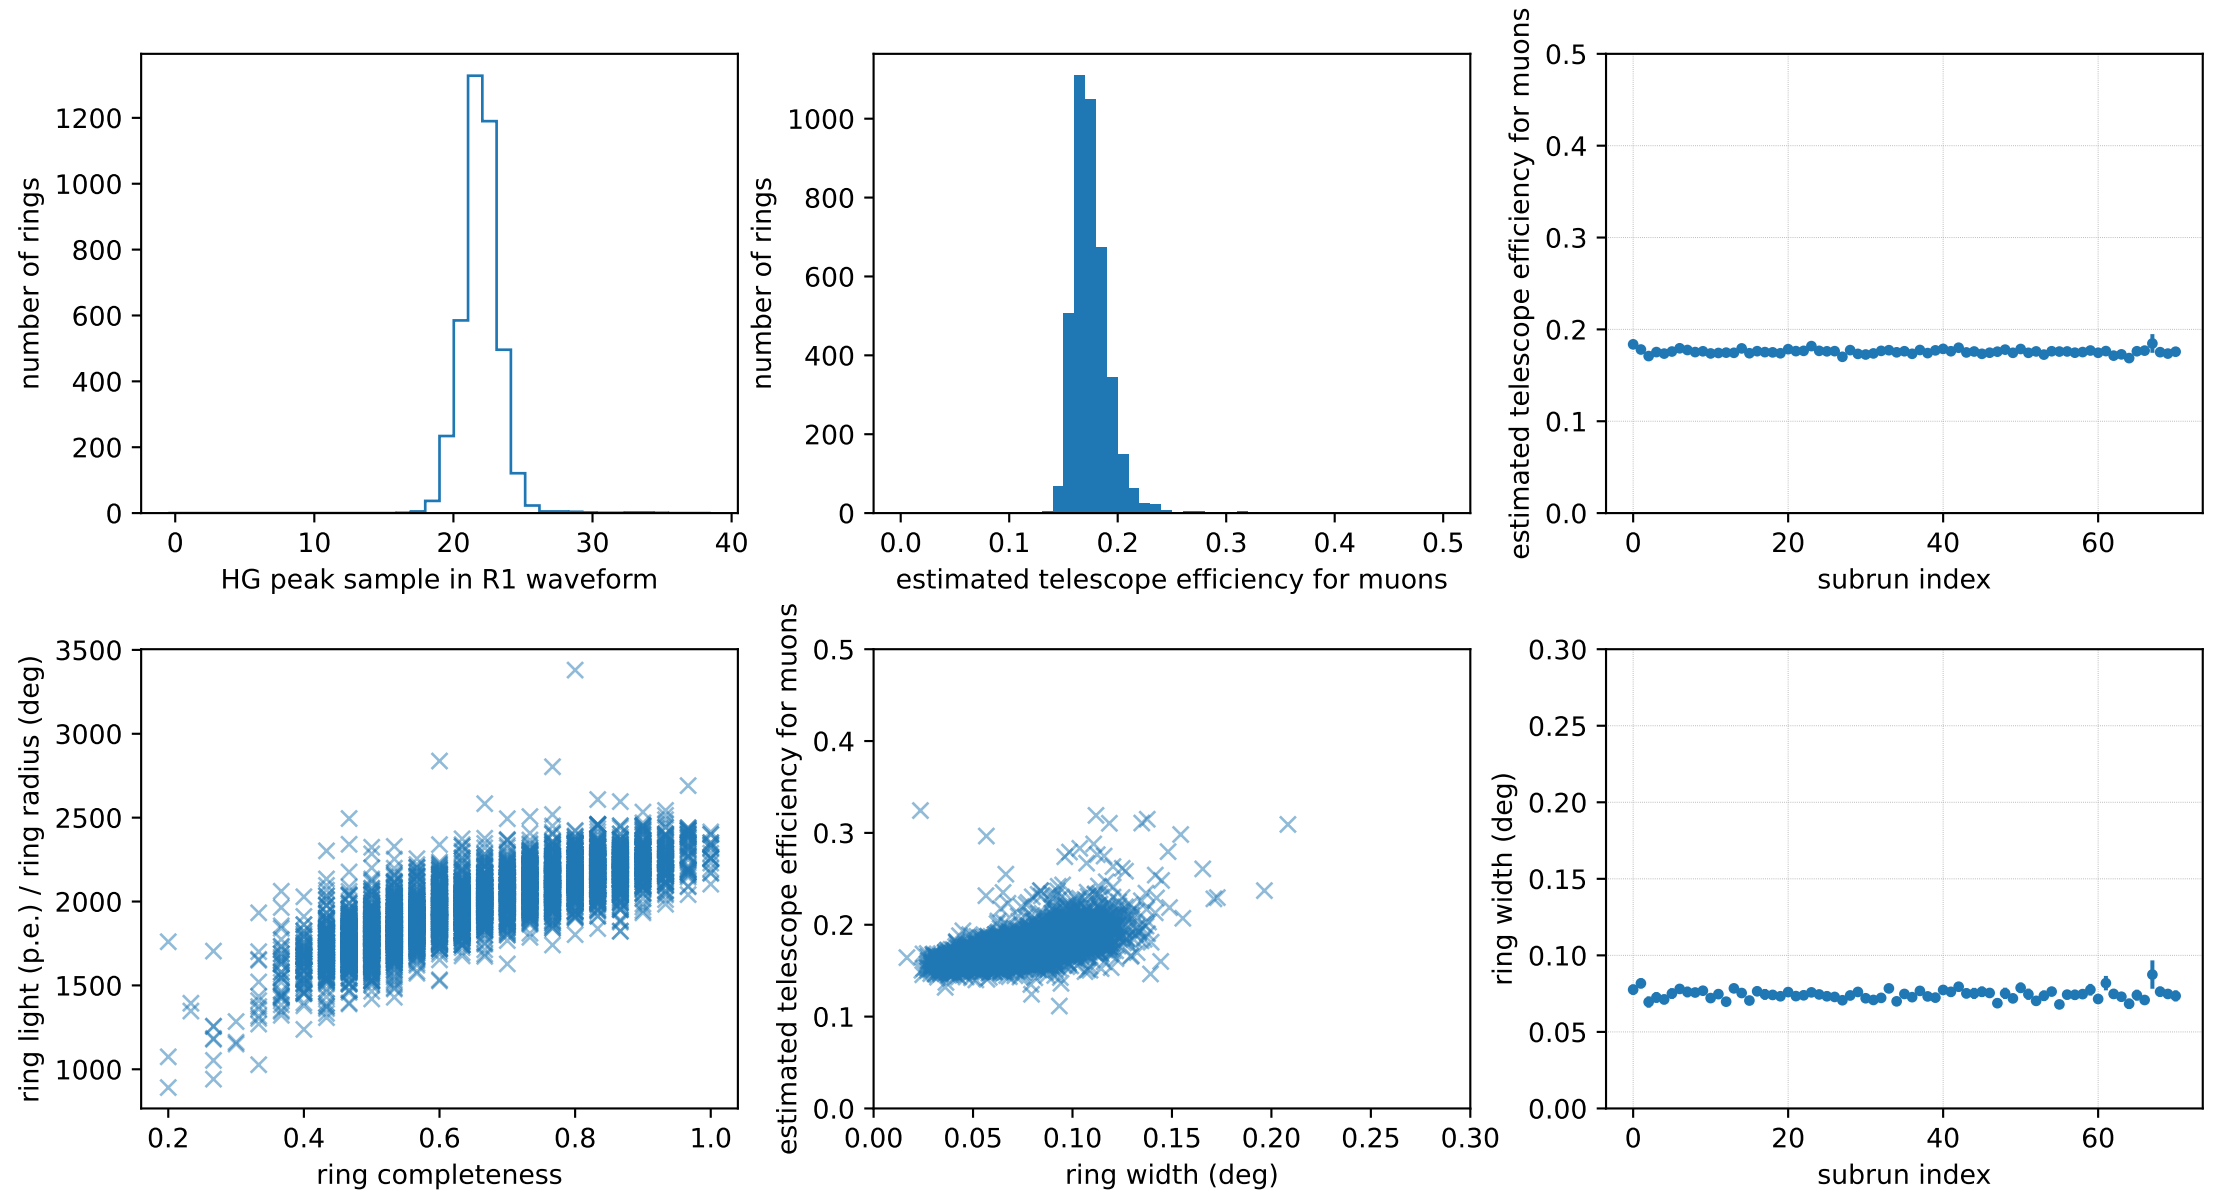 1200
1000
800
600
400
200
0
number of rings
0 10 20 30 40
HG peak sample in R1 waveform
1000
800
600
400
200
0
number of rings
0.0 0.1 0.2 0.3 0.4 0.5
estimated telescope efficiency for muons
0.5
0.4
0.3
0.2
0.1
0.0
estimated telescope efficiency for muons
0 20 40 60
subrun index
3500
3000
2500
2000
1500
1000
ring light (p.e.) / ring radius (deg)
0.2 0.4 0.6 0.8 1.0
ring completeness
0.5
0.4
0.3
0.2
0.1
0.0
estimated telescope efficiency for muons
0.00 0.05 0.10 0.15 0.20 0.25 0.30
ring width (deg)
0.30
0.25
0.20
0.15
0.10
0.05
0.00
ring width (deg)
0 20 40 60
subrun index